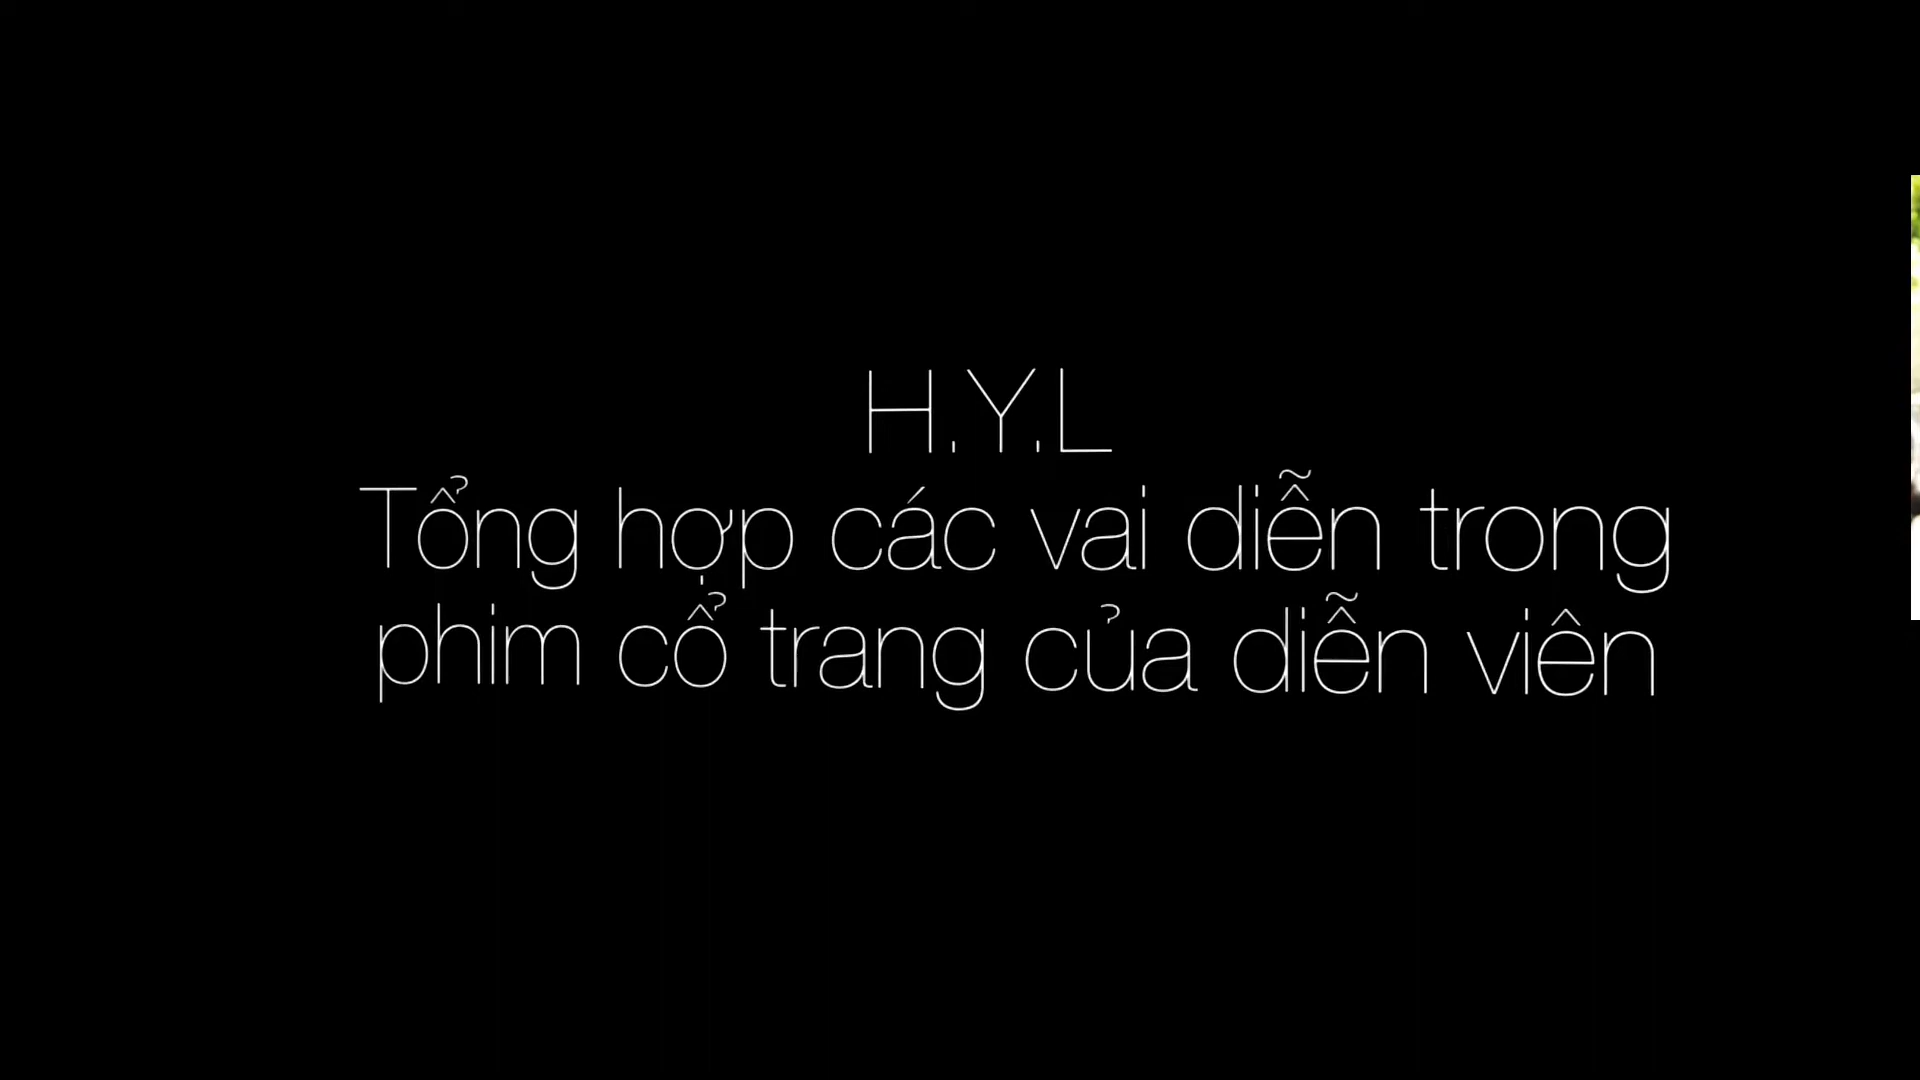 H.Y.L
Tổng hợp các vai diễn trong
phim cổ trang của diễn viên